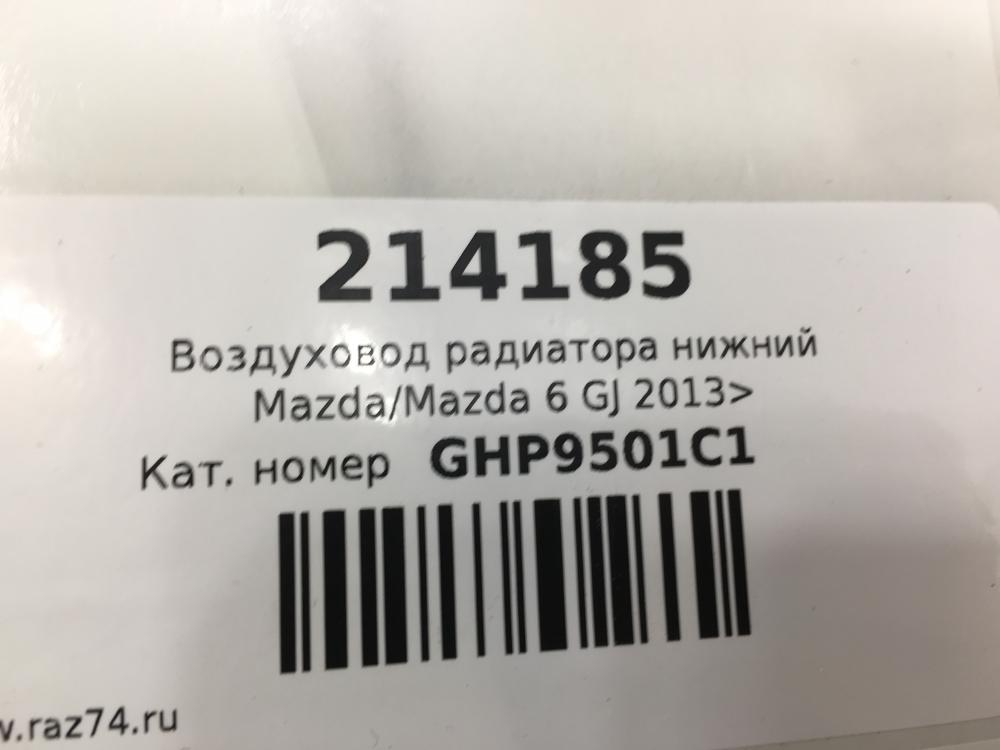 214185
Воздуховод радиатора нижний
Mazda/Mazda 6 GJ 2013>
Кат. номер GHP9501C1
w.raz74.ru